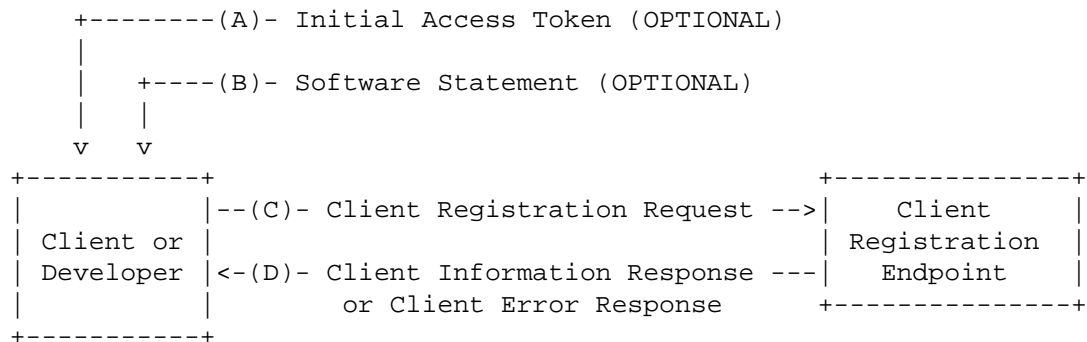 +--------(A)- Initial Access Token (OPTIONAL)
|
|   +----(B)- Software Statement (OPTIONAL)
|   |
v   v
+-----------+                                      +---------------+
|           |--(C)- Client Registration Request -->|    Client     |
| Client or |                                      | Registration  |
| Developer |<-(D)- Client Information Response ---|   Endpoint    |
|           |        or Client Error Response      +---------------+
+-----------+